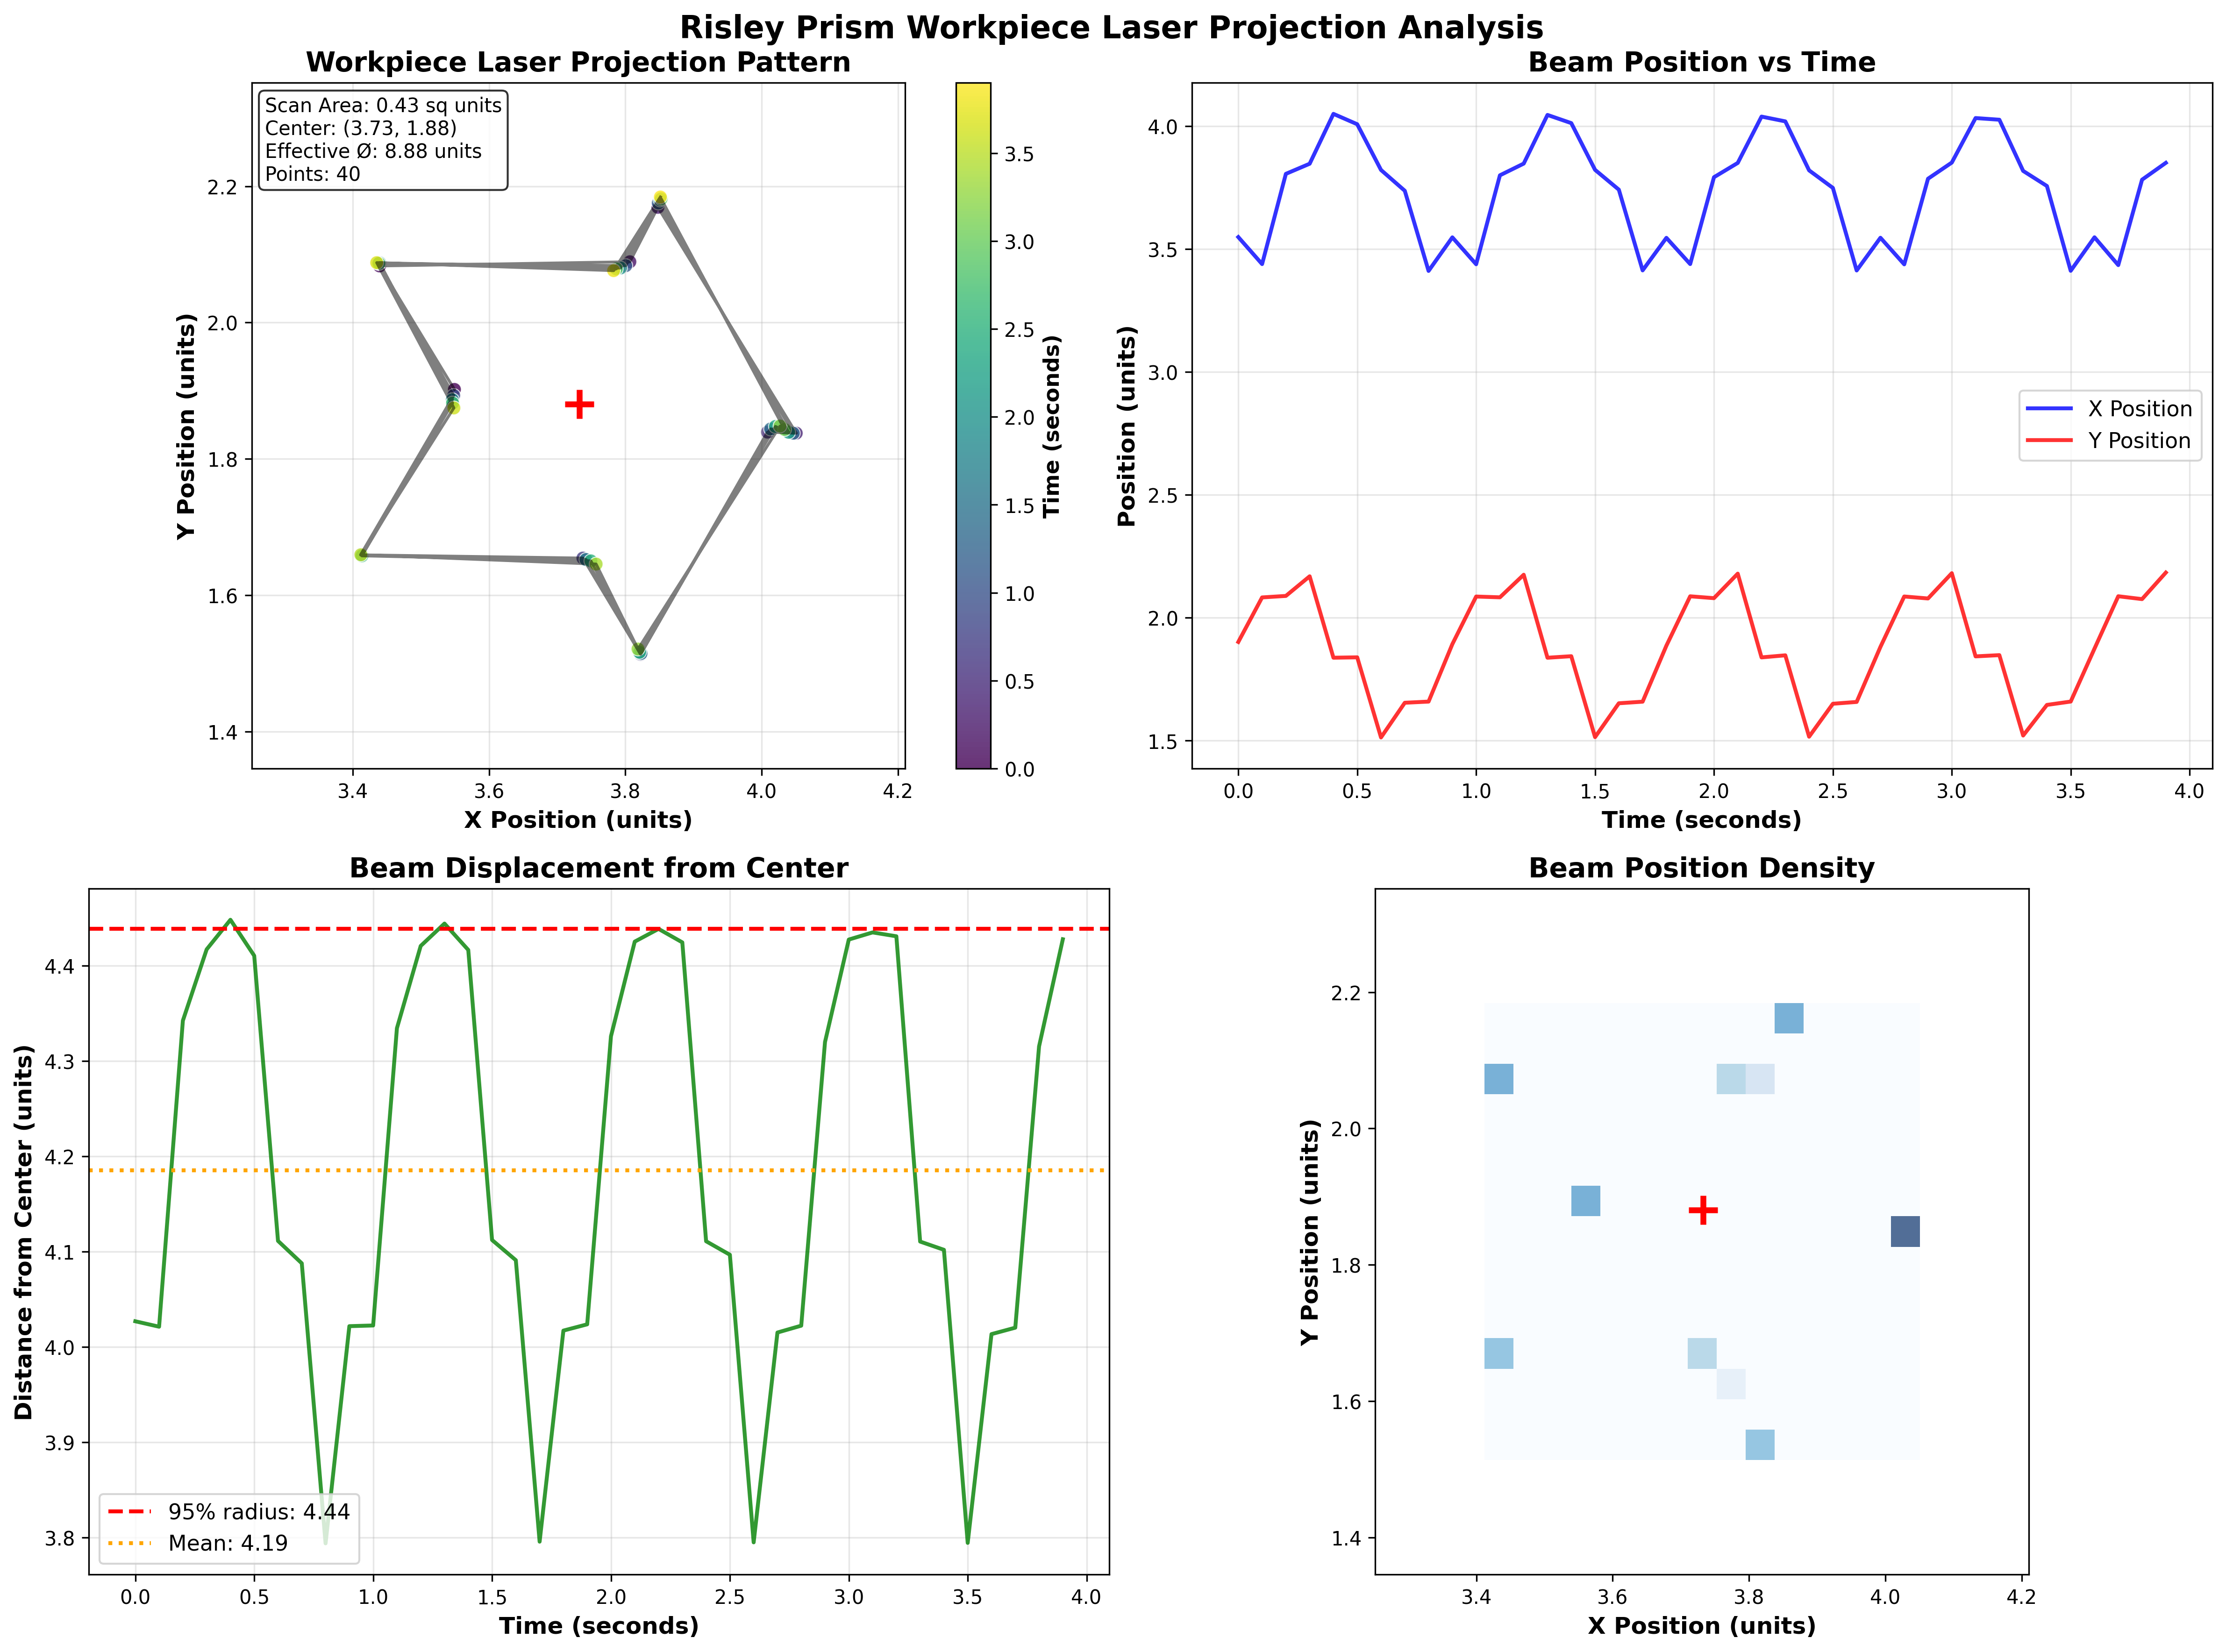 Risley Prism Workpiece Laser Projection Analysis
Workpiece Laser Projection Pattern
Scan Area: 0.43 sq units
Center: (3.73, 1.88)
Effective Ø: 8.88 units
Points: 40
Y Position (units)
2.2
2.0
1.8
1.6
1.4
3.4
3.6
3.8
4.0
4.2
X Position (units)
3.5
3.0
2.5
2.0
1.5
1.0
0.5
0.0
Time (seconds)
Beam Position vs Time
Position (units)
4.0
3.5
3.0
2.5
2.0
1.5
X Position
Y Position
0.0
0.5
1.0
1.5
2.0
2.5
3.0
3.5
4.0
Time (seconds)
Beam Displacement from Center
Distance from Center (units)
4.4
4.3
4.2
4.1
4.0
3.9
3.8
95% radius: 4.44
Mean: 4.19
0.0
0.5
1.0
1.5
2.0
2.5
3.0
3.5
4.0
Time (seconds)
Beam Position Density
Y Position (units)
2.2
2.0
1.8
1.6
1.4
3.4
3.6
3.8
4.0
4.2
X Position (units)